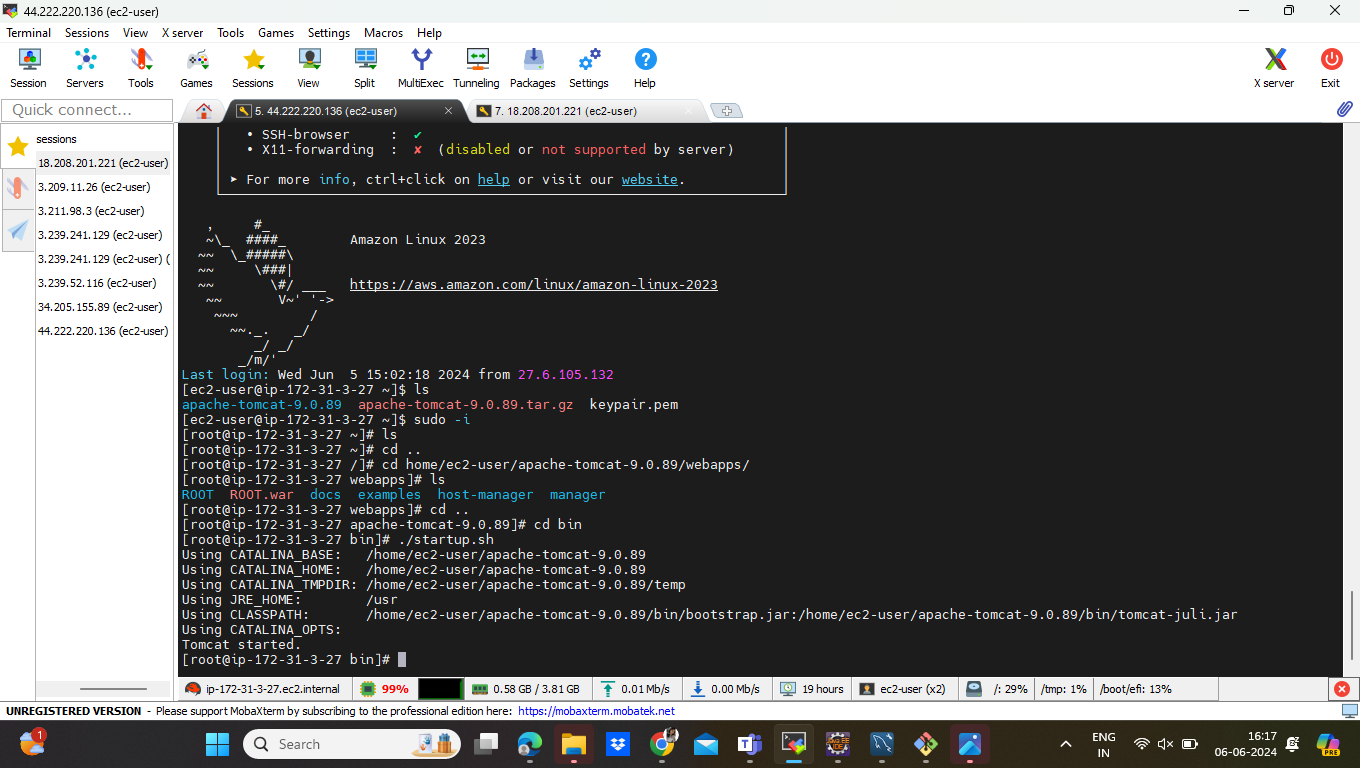 44.222.220.136 (ec2-user)
Terminal Sessions View X server Tools Games Settings Macros Help
Session Servers Tools Games Sessions View Split MultiExec Tunneling Packages Settings Help X server Exit
Quick connect...
5. 44.222.220.136 (ec2-user)
7. 18.208.201.221 (ec2-user)
sessions
18.208.201.221 (ec2-user)
3.209.11.26 (ec2-user)
3.211.98.3 (ec2-user)
3.239.241.129 (ec2-user)
3.239.241.129 (ec2-user) (
3.239.52.116 (ec2-user)
34.205.155.89 (ec2-user)
44.222.220.136 (ec2-user)
• SSH-browser : ✔
• X11-forwarding : ✘ (disabled or not supported by server)
➤ For more info, ctrl+click on help or visit our website.
   ,     #_
   ~\_  ####_        Amazon Linux 2023
  ~~  \_#####\
  ~~     \###|
  ~~       \#/ ___   https://aws.amazon.com/linux/amazon-linux-2023
   ~~       V~' '->
    ~~~         /
      ~~._.   _/
         _/ _/
       _/m/'
Last login: Wed Jun  5 15:02:18 2024 from 27.6.105.132
[ec2-user@ip-172-31-3-27 ~]$ ls
apache-tomcat-9.0.89  apache-tomcat-9.0.89.tar.gz  keypair.pem
[ec2-user@ip-172-31-3-27 ~]$ sudo -i
[root@ip-172-31-3-27 ~]# ls
[root@ip-172-31-3-27 ~]# cd ..
[root@ip-172-31-3-27 /]# cd home/ec2-user/apache-tomcat-9.0.89/webapps/
[root@ip-172-31-3-27 webapps]# ls
ROOT  ROOT.war  docs  examples  host-manager  manager
[root@ip-172-31-3-27 webapps]# cd ..
[root@ip-172-31-3-27 apache-tomcat-9.0.89]# cd bin
[root@ip-172-31-3-27 bin]# ./startup.sh
Using CATALINA_BASE:   /home/ec2-user/apache-tomcat-9.0.89
Using CATALINA_HOME:   /home/ec2-user/apache-tomcat-9.0.89
Using CATALINA_TMPDIR: /home/ec2-user/apache-tomcat-9.0.89/temp
Using JRE_HOME:        /usr
Using CLASSPATH:       /home/ec2-user/apache-tomcat-9.0.89/bin/bootstrap.jar:/home/ec2-user/apache-tomcat-9.0.89/bin/tomcat-juli.jar
Using CATALINA_OPTS:
Tomcat started.
[root@ip-172-31-3-27 bin]#
ip-172-31-3-27.ec2.internal 99% 0.58 GB / 3.81 GB 0.01 Mb/s 0.00 Mb/s 19 hours ec2-user (x2) /: 29% /tmp: 1% /boot/efi: 13%
UNREGISTERED VERSION - Please support MobaXterm by subscribing to the professional edition here: https://mobaxterm.mobatek.net
1
Search
PRE
ENG
IN
16:17
06-06-2024